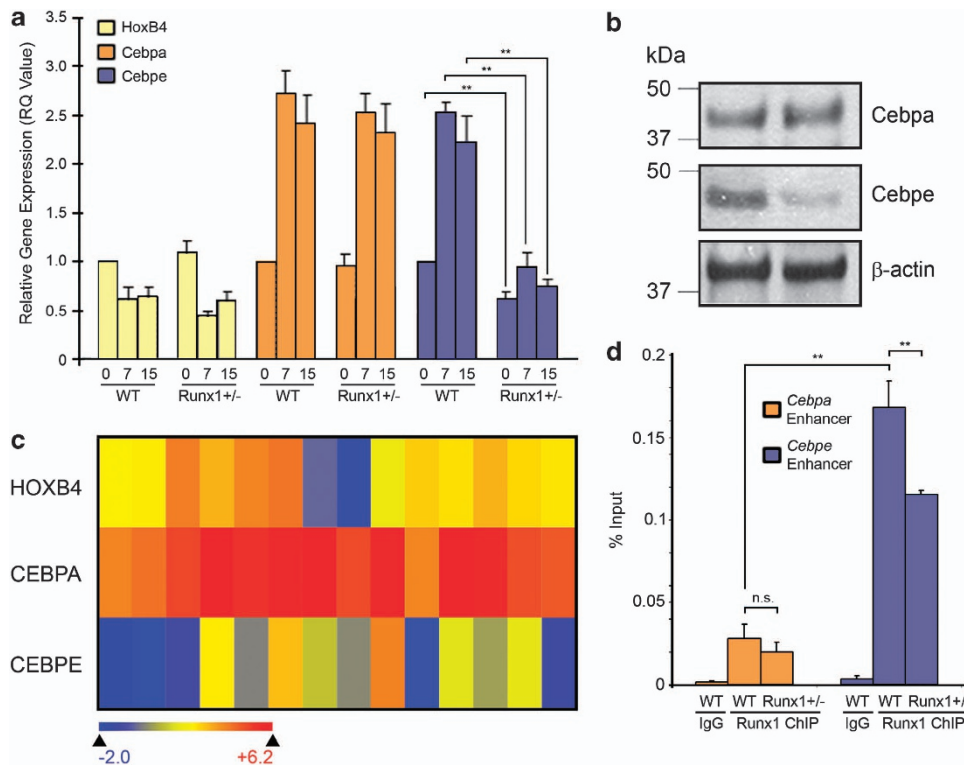 a
HoxB4
Cebpa
Cebpe
Relative Gene Expression (RQ Value)
3.5
3.0
2.5
2.0
1.5
1.0
0.5
0
**
**
**
0 7 15 0 7 15 0 7 15 0 7 15 0 7 15 0 7 15
WT Runx1+/- WT Runx1+/- WT Runx1+/-
b
kDa
50
37
Cebpa
50
Cebpe
37
β-actin
c
HOXB4
CEBPA
CEBPE
-2.0 +6.2
d
% Input
0.2
0.15
0.1
0.05
0
Cebpa
Enhancer
Cebpe
Enhancer
**
**
n.s.
WT WT Runx1+/- WT WT Runx1+/-
IgG Runx1 ChIP IgG Runx1 ChIP